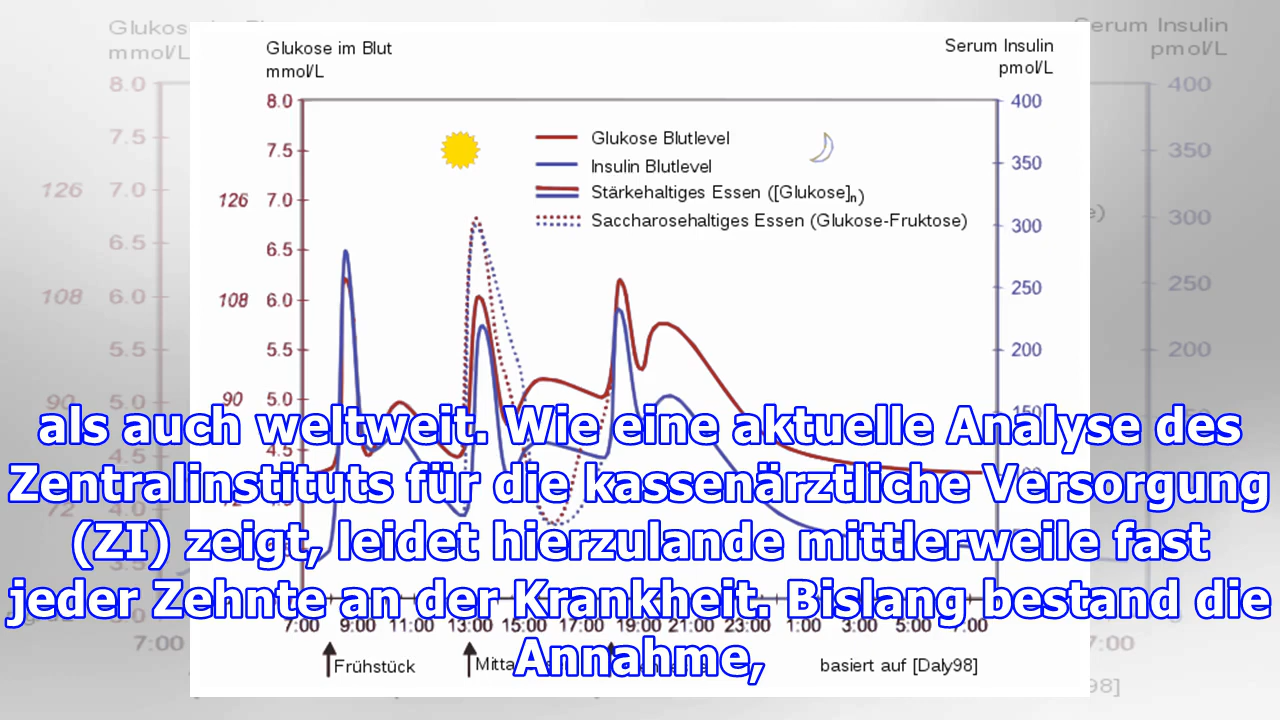 Glukose im Blut
mmol/L
Serum Insulin
pmol/L
8.0
7.5
7.0
6.5
6.0
5.5
5.0
4.5
126
108
90
400
350
300
250
200
Glukose Blutlevel
Insulin Blutlevel
Stärkehaltiges Essen ([Glukose]n)
Saccharosehaltiges Essen (Glukose-Fruktose)
als auch weltweit. Wie eine aktuelle Analyse des
Zentralinstituts für die kassenärztliche Versorgung
(ZI) zeigt, leidet hierzulande mittlerweile fast
jeder Zehnte an der Krankheit. Bislang bestand die
Annahme,
7:00 9:00 11:00 13:00 15:00 17:00 19:00 21:00 23:00 1:00 3:00 5:00 7:00
Frühstück
basiert auf [Daly98]